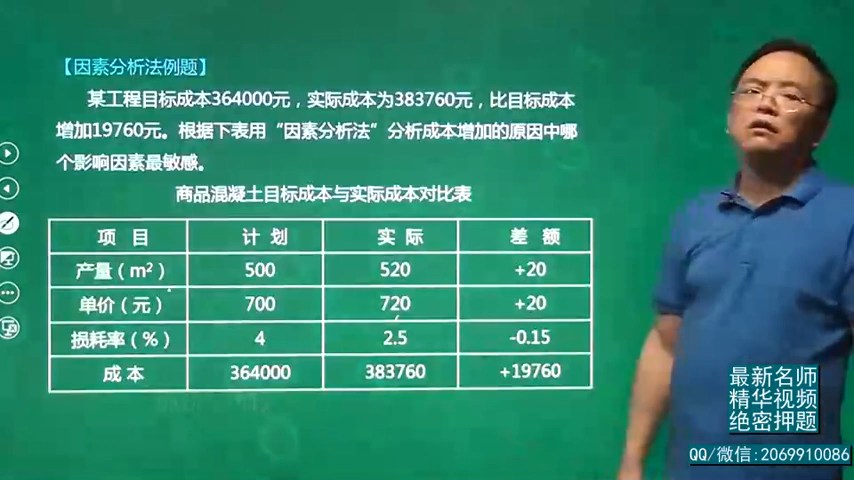 【因素分析法例题】
某工程目标成本364000元，实际成本为383760元，比目标成本
增加19760元。根据下表用“因素分析法”分析成本增加的原因中哪
个影响因素最敏感。
商品混凝土目标成本与实际成本对比表
项 目 计 划 实 际 差 额
产量（m²） 500 520 +20
单价（元） 700 720 +20
损耗率（%） 4 2.5 -0.15
成 本 364000 383760 +19760
最新名师
精华视频
绝密押题
QQ/微信:2069910086